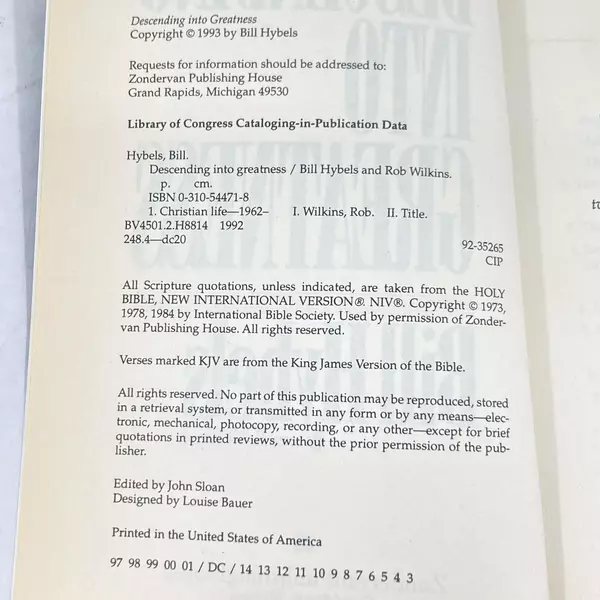 Descending into Greatness
Copyright © 1993 by Bill Hybels
Requests for information should be addressed to:
Zondervan Publishing House
Grand Rapids, Michigan 49530
Library of Congress Cataloging-in-Publication Data
Hybels, Bill.
Descending into greatness / Bill Hybels and Rob Wilkins.
p. cm.
ISBN 0-310-54471-8
1. Christian life—1962– I. Wilkins, Rob. II. Title.
BV4501.2.H8814 1992
248.4—dc20 92-35265
CIP
All Scripture quotations, unless indicated, are taken from the HOLY
BIBLE, NEW INTERNATIONAL VERSION®. NIV®. Copyright © 1973,
1978, 1984 by International Bible Society. Used by permission of Zonder-
van Publishing House. All rights reserved.
Verses marked KJV are from the King James Version of the Bible.
All rights reserved. No part of this publication may be reproduced, stored
in a retrieval system, or transmitted in any form or by any means—elec-
tronic, mechanical, photocopy, recording, or any other—except for brief
quotations in printed reviews, without the prior permission of the pub-
lisher.
Edited by John Sloan
Designed by Louise Bauer
Printed in the United States of America
97 98 99 00 01 / DC / 14 13 12 11 10 9 8 7 6 5 4 3